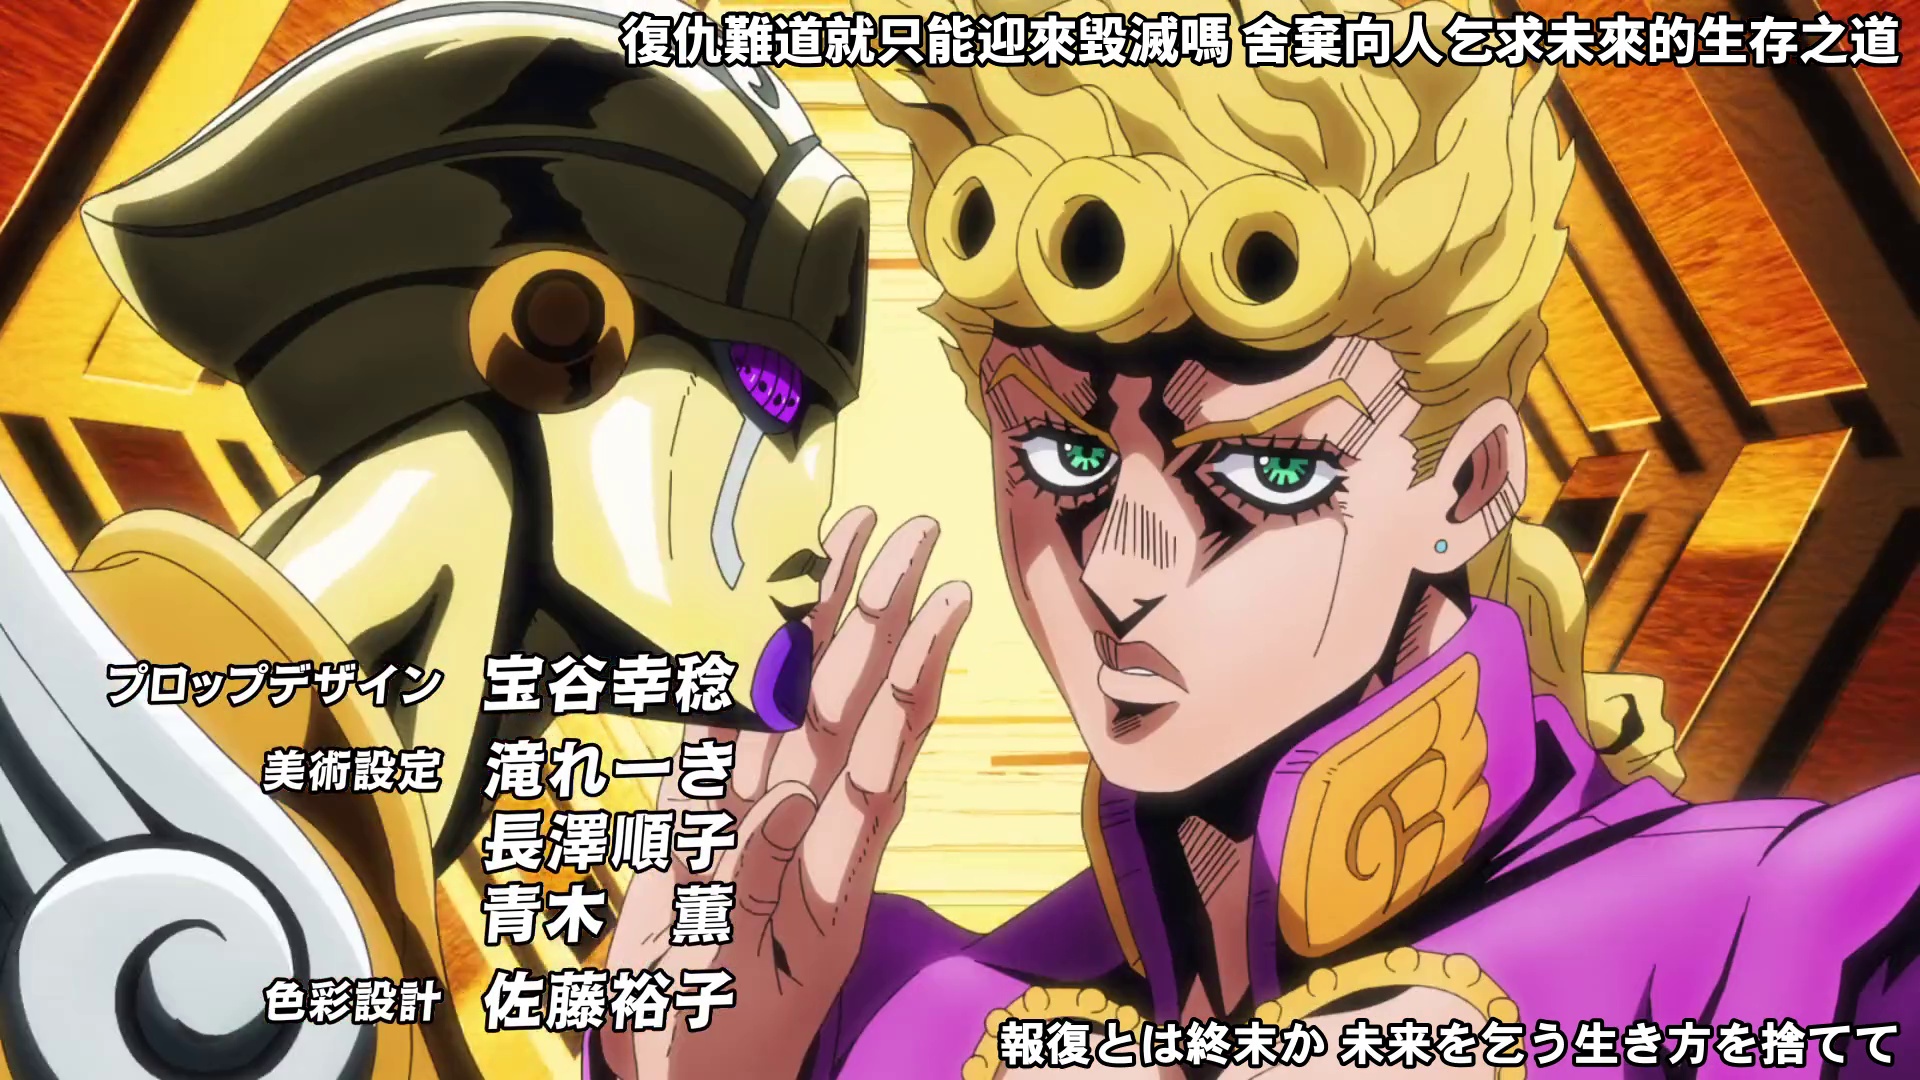 復仇難道就只能迎來毀滅嗎 舍棄向人乞求未來的生存之道
プロップデザイン 宝谷幸稔
美術設定 滝れーき
長澤順子
青木 薫
色彩設計 佐藤裕子
報復とは終末か 未来を乞う生き方を捨てて